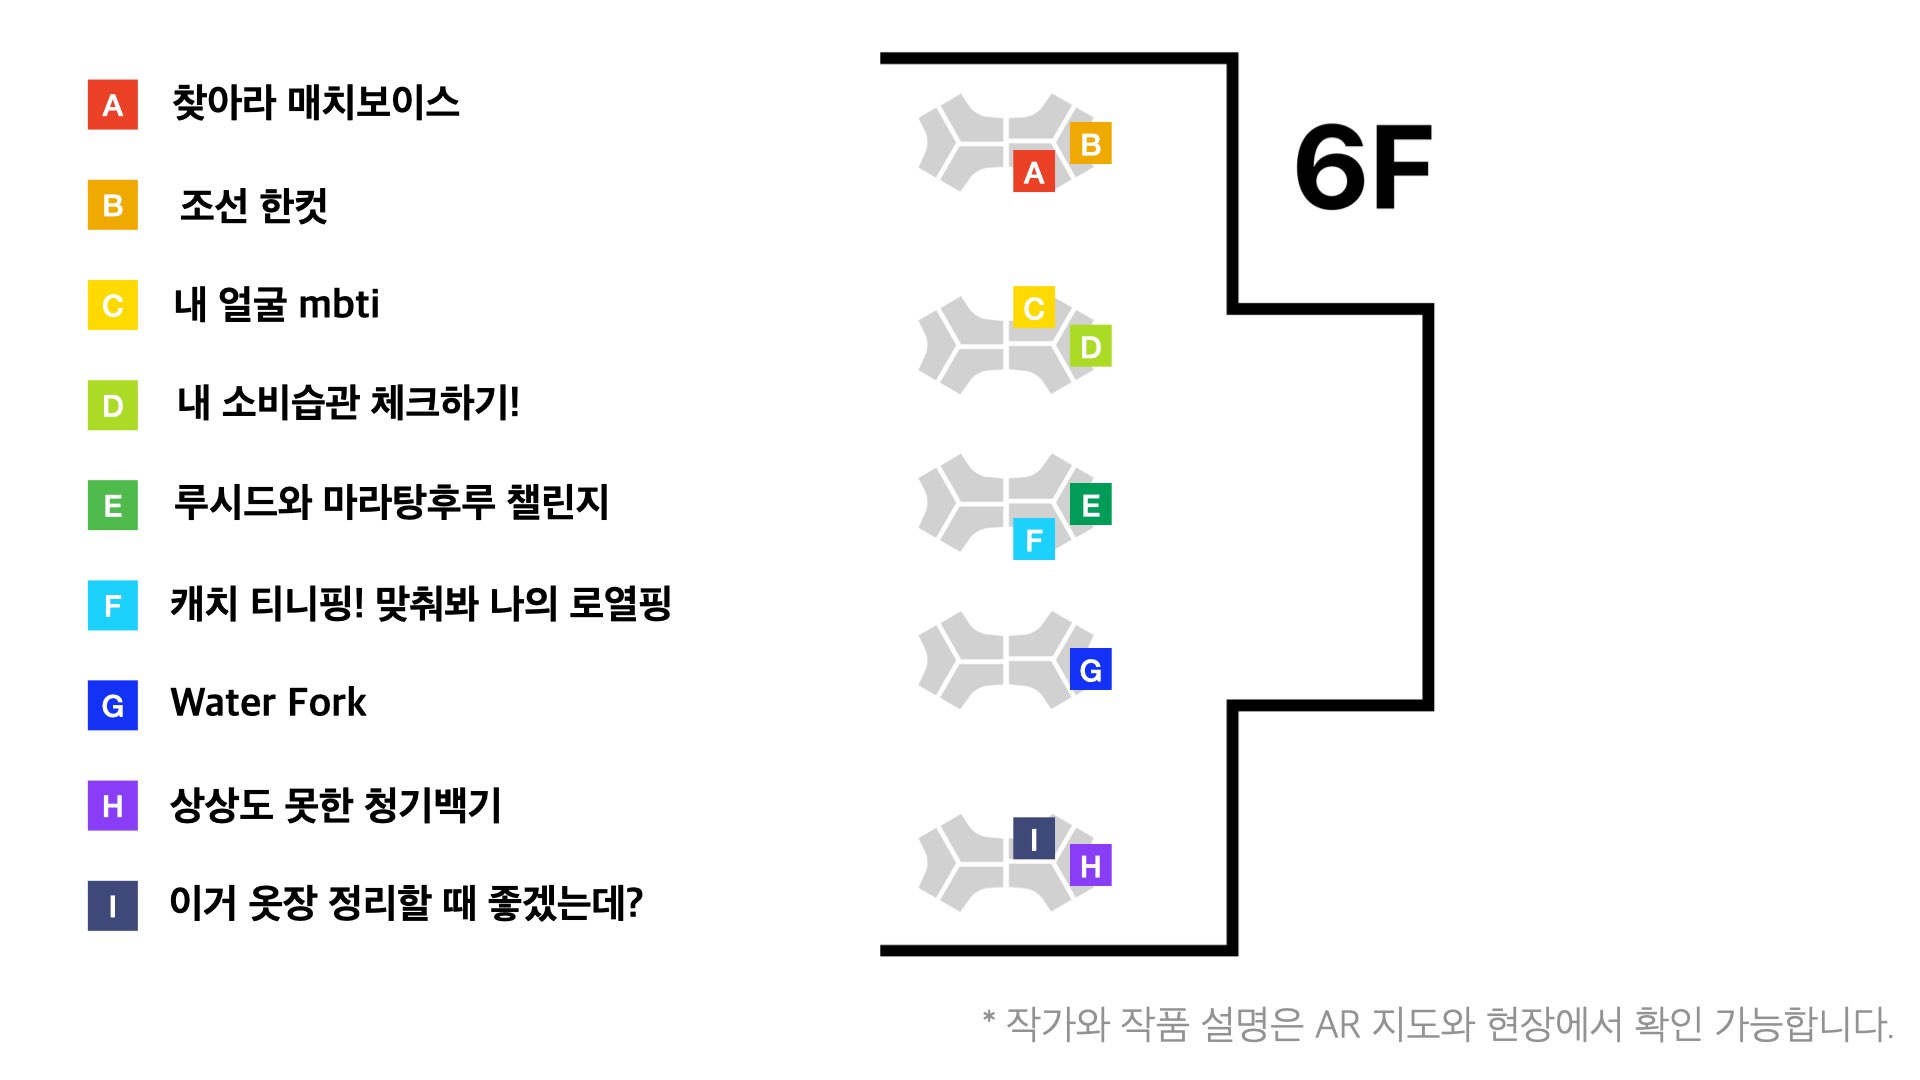 A 찾아라 매치보이스
B 조선 한컷
C 내 얼굴 mbti
D 내 소비습관 체크하기!
E 루시드와 마라탕후루 챌린지
F 캐치 티니핑! 맞춰봐 나의 로열핑
G Water Fork
H 상상도 못한 청기백기
I 이거 옷장 정리할 때 좋겠는데?
6F
B
A
C
D
E
F
G
I
H
* 작가와 작품 설명은 AR 지도와 현장에서 확인 가능합니다.